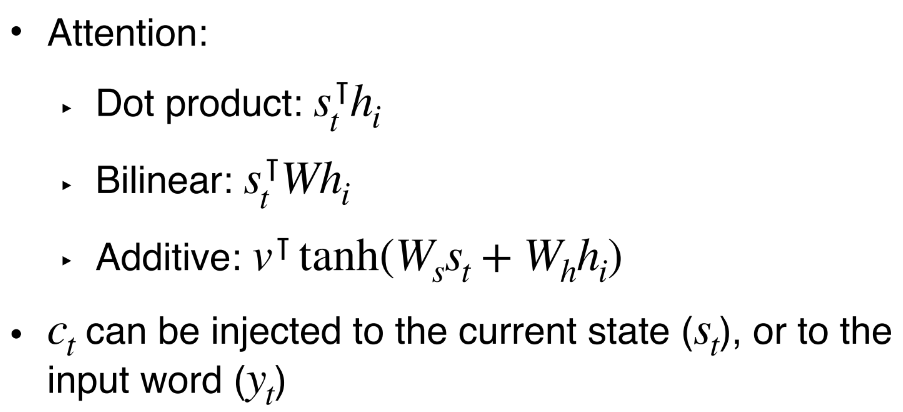 • Attention:
▸ Dot product: $s_t^\intercal h_i$
▸ Bilinear: $s_t^\intercal W h_i$
▸ Additive: $v^\intercal \tanh(W_s s_t + W_h h_i)$
• $c_t$ can be injected to the current state ($s_t$), or to the
input word ($y_t$)